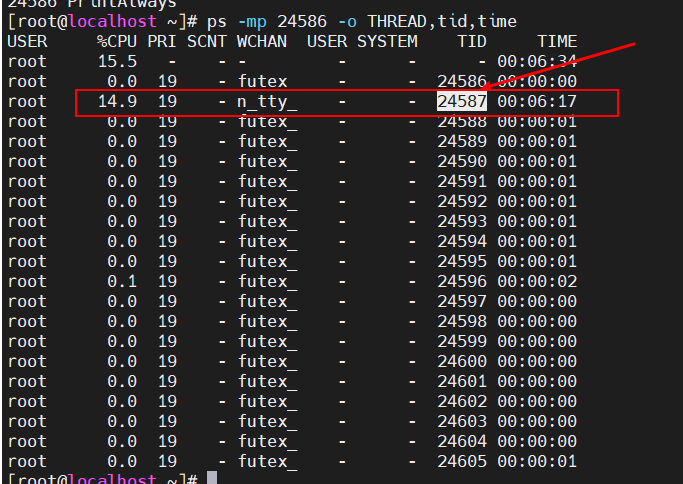 24586 PrintAlways
[root@localhost ~]# ps -mp 24586 -o THREAD,tid,time
USER %CPU PRI SCNT WCHAN USER SYSTEM TID TIME
root 15.5 - - - - - - 00:06:34
root 0.0 19 - futex_ - - 24586 00:00:00
root 14.9 19 - n_tty_ - - 24587 00:06:17
root 0.0 19 - futex_ - - 24588 00:00:01
root 0.0 19 - futex_ - - 24589 00:00:01
root 0.0 19 - futex_ - - 24590 00:00:01
root 0.0 19 - futex_ - - 24591 00:00:01
root 0.0 19 - futex_ - - 24592 00:00:01
root 0.0 19 - futex_ - - 24593 00:00:01
root 0.0 19 - futex_ - - 24594 00:00:01
root 0.0 19 - futex_ - - 24595 00:00:01
root 0.1 19 - futex_ - - 24596 00:00:02
root 0.0 19 - futex_ - - 24597 00:00:00
root 0.0 19 - futex_ - - 24598 00:00:00
root 0.0 19 - futex_ - - 24599 00:00:00
root 0.0 19 - futex_ - - 24600 00:00:00
root 0.0 19 - futex_ - - 24601 00:00:00
root 0.0 19 - futex_ - - 24602 00:00:00
root 0.0 19 - futex_ - - 24603 00:00:00
root 0.0 19 - futex_ - - 24604 00:00:00
root 0.0 19 - futex_ - - 24605 00:00:01
[root@localhost ~]#